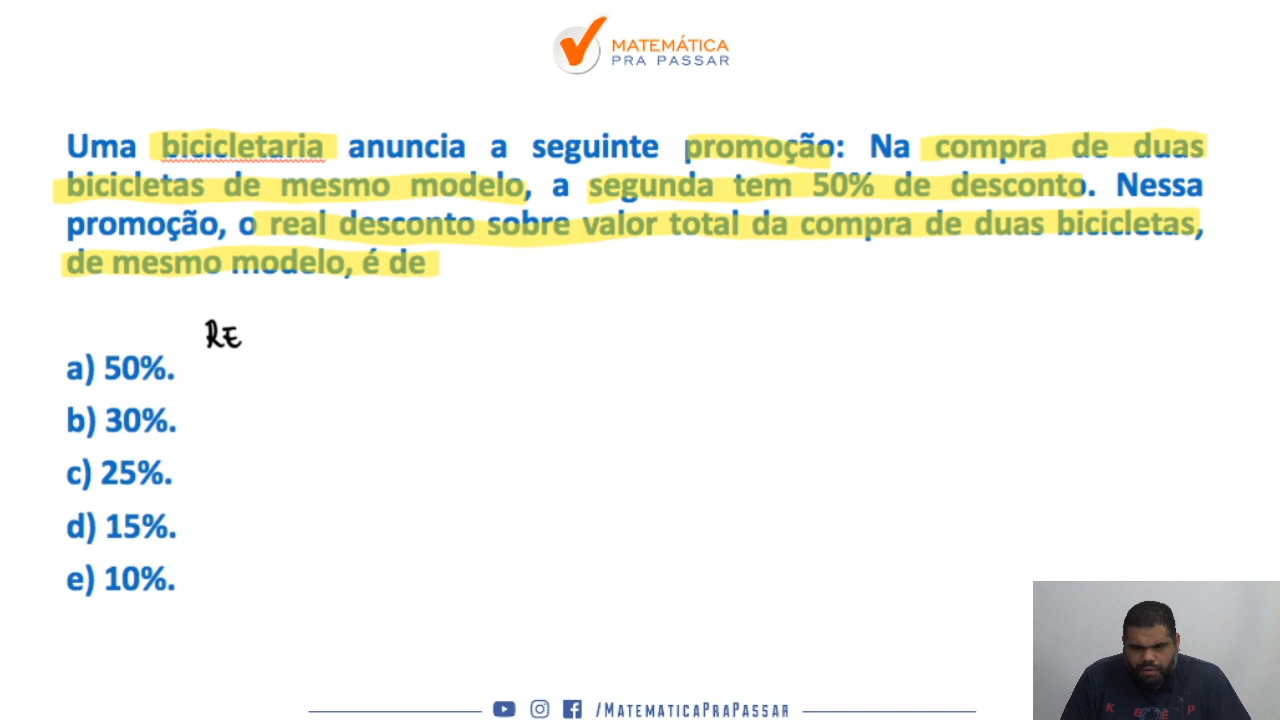 MATEMÁTICA
PRA PASSAR
Uma bicicletaria anuncia a seguinte promoção: Na compra de duas
bicicletas de mesmo modelo, a segunda tem 50% de desconto. Nessa
promoção, o real desconto sobre valor total da compra de duas bicicletas,
de mesmo modelo, é de
RE
a) 50%.
b) 30%.
c) 25%.
d) 15%.
e) 10%.
/MATEMATICAPRAPASSAR
K E E P